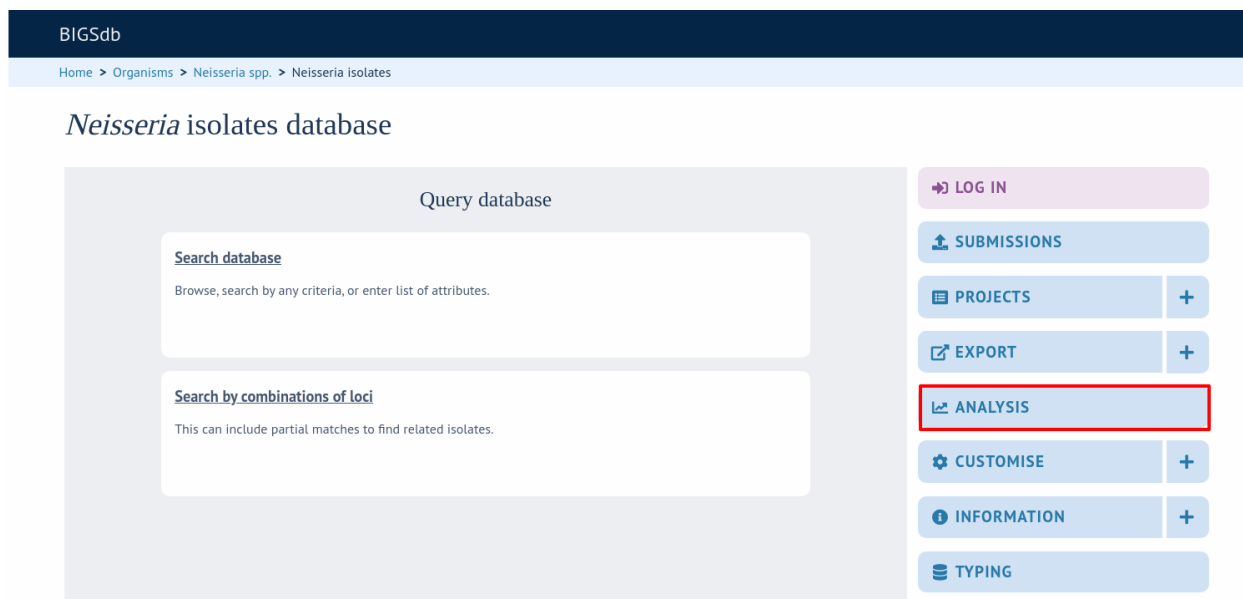 BIGSdb
Home > Organisms > Neisseria spp. > Neisseria isolates
Neisseria isolates database
Query database
Search database
Browse, search by any criteria, or enter list of attributes.
Search by combinations of loci
This can include partial matches to find related isolates.
LOG IN
SUBMISSIONS
PROJECTS +
EXPORT +
ANALYSIS
CUSTOMISE +
INFORMATION +
TYPING